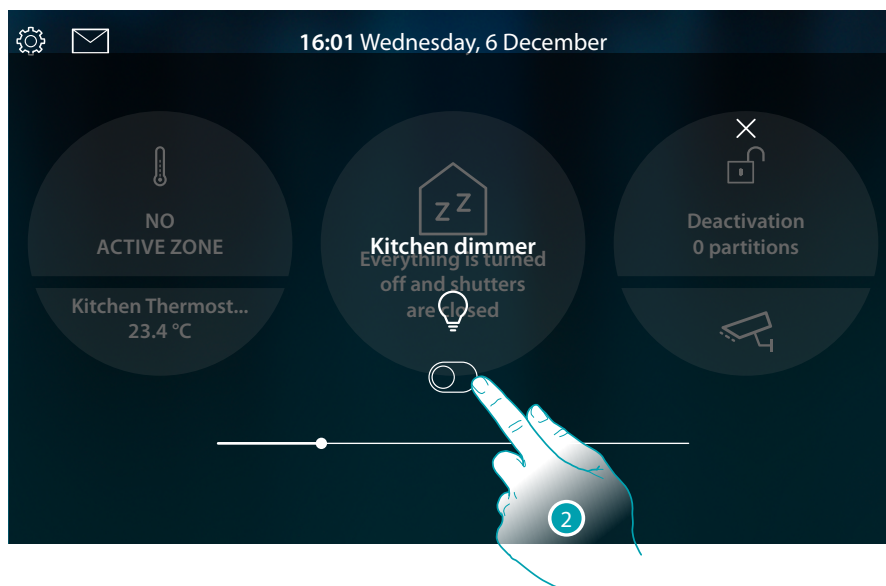 16:01 Wednesday, 6 December
NO
ACTIVE ZONE
Kitchen Thermost...
23.4 °C
z Z
Kitchen dimmer
Everything is turned
off and shutters
are closed
Deactivation
0 partitions
2